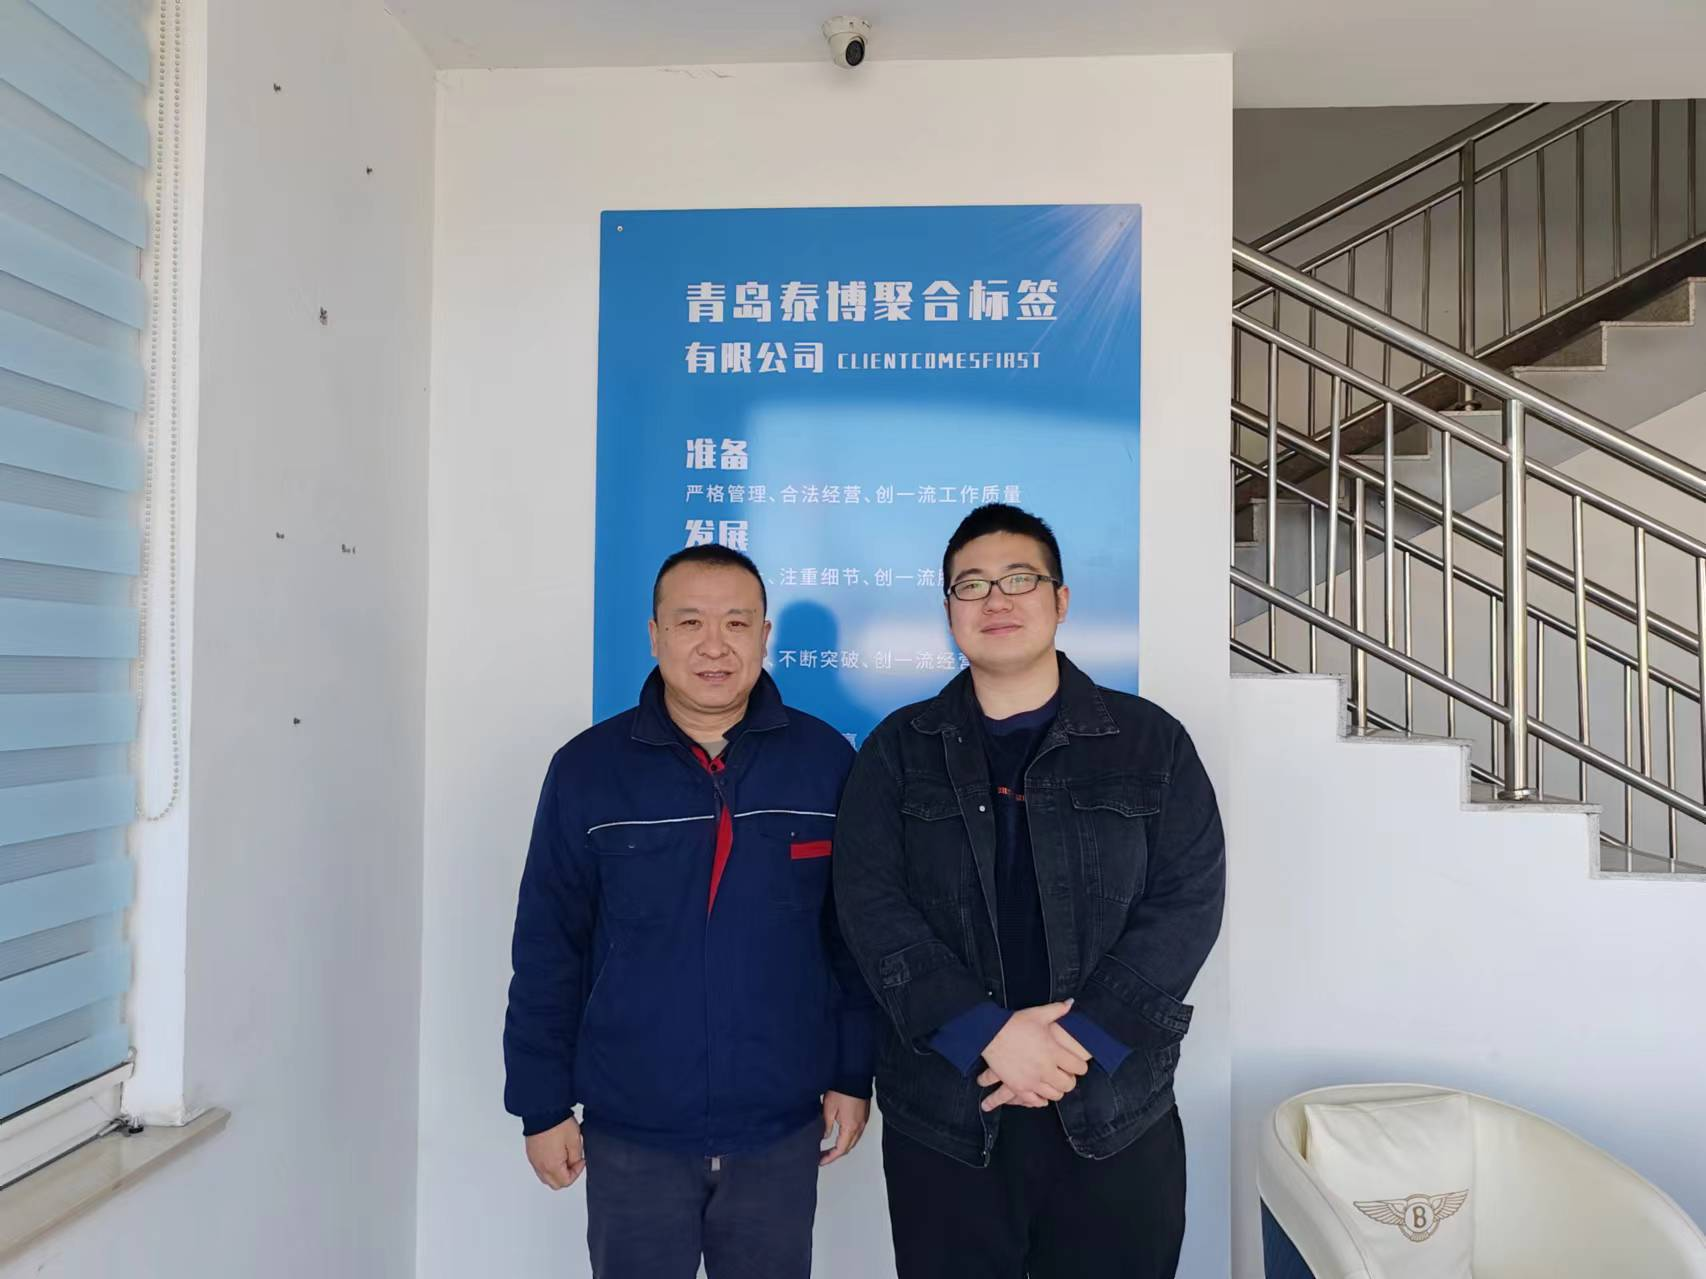 青岛泰博聚合标签
有限公司 CLIENTCOMESFIRST
准备
严格管理、合法经营、创一流工作质量
发展
、注重细节、创一流
、不断突破、创一流经营
B